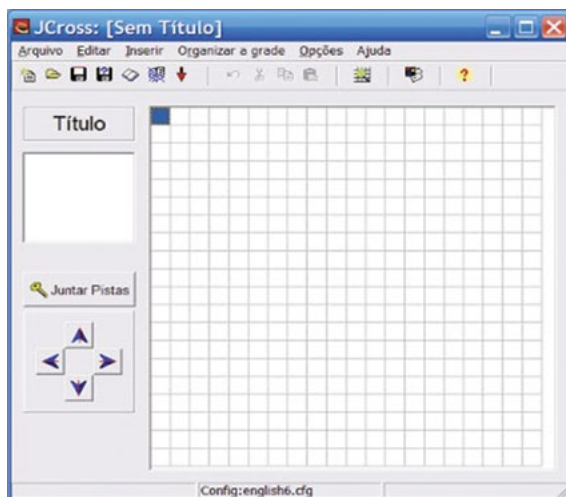 JCross: [Sem Título]
Arquivo Editar Inserir Organizar a grade Opções Ajuda
?
Título
Juntar Pistas
Config:english6.cfg